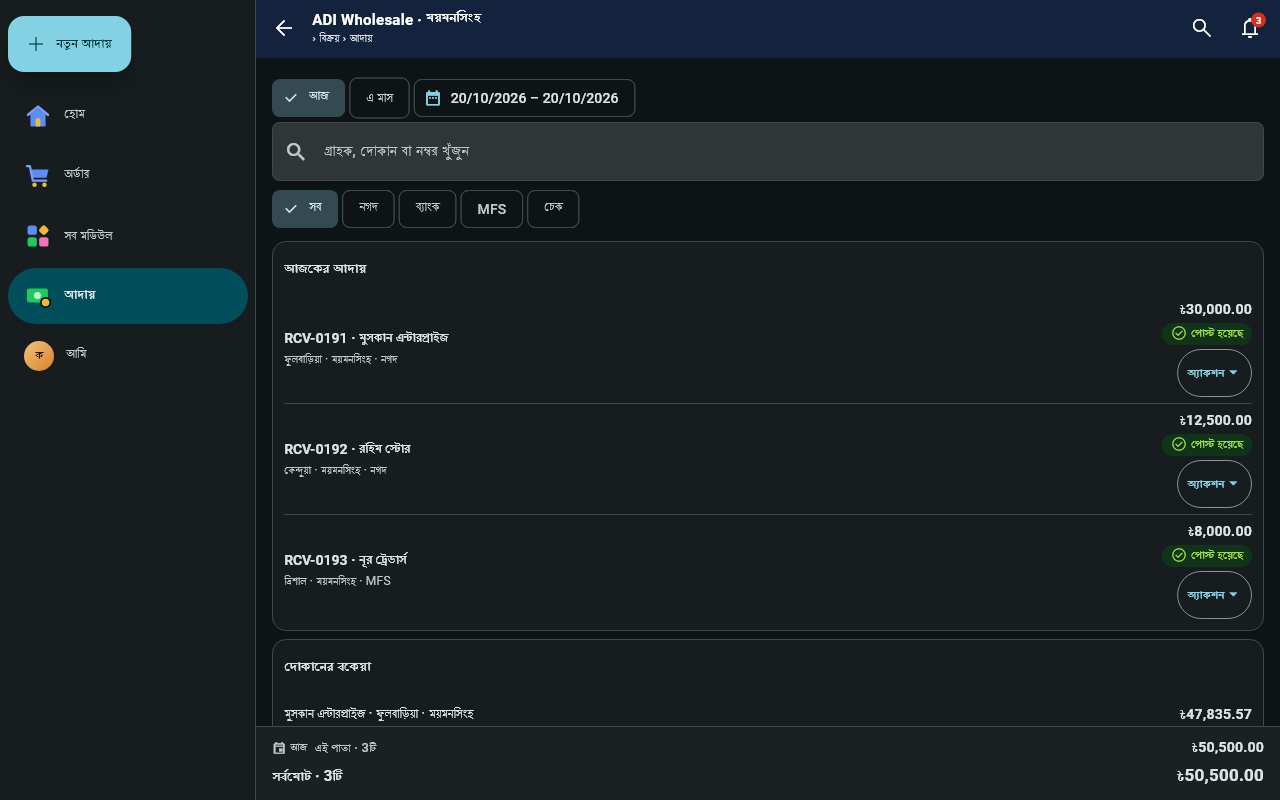 নতুন আদায়
হোম
অর্ডার
সব মডিউল
আদায়
ক
আমি
ADI Wholesale · ময়মনসিংহ
› বিক্রয় › আদায়
3
আজ
এ মাস
20/10/2026 – 20/10/2026
গ্রাহক, দোকান বা নম্বর খুঁজুন
সব
নগদ
ব্যাংক
MFS
চেক
আজকের আদায়
৳30,000.00
RCV-0191 · মুসকান এন্টারপ্রাইজ
পোস্ট হয়েছে
ফুলবাড়িয়া · ময়মনসিংহ · নগদ
অ্যাকশন
৳12,500.00
RCV-0192 · রহিম স্টোর
পোস্ট হয়েছে
কেন্দুয়া · ময়মনসিংহ · নগদ
অ্যাকশন
৳8,000.00
RCV-0193 · নূর ট্রেডার্স
পোস্ট হয়েছে
ত্রিশাল · ময়মনসিংহ · MFS
অ্যাকশন
দোকানের বকেয়া
মুসকান এন্টারপ্রাইজ · ফুলবাড়িয়া · ময়মনসিংহ ৳47,835.57
আজ এই পাতা · 3টি ৳50,500.00
সর্বমোট · 3টি ৳50,500.00